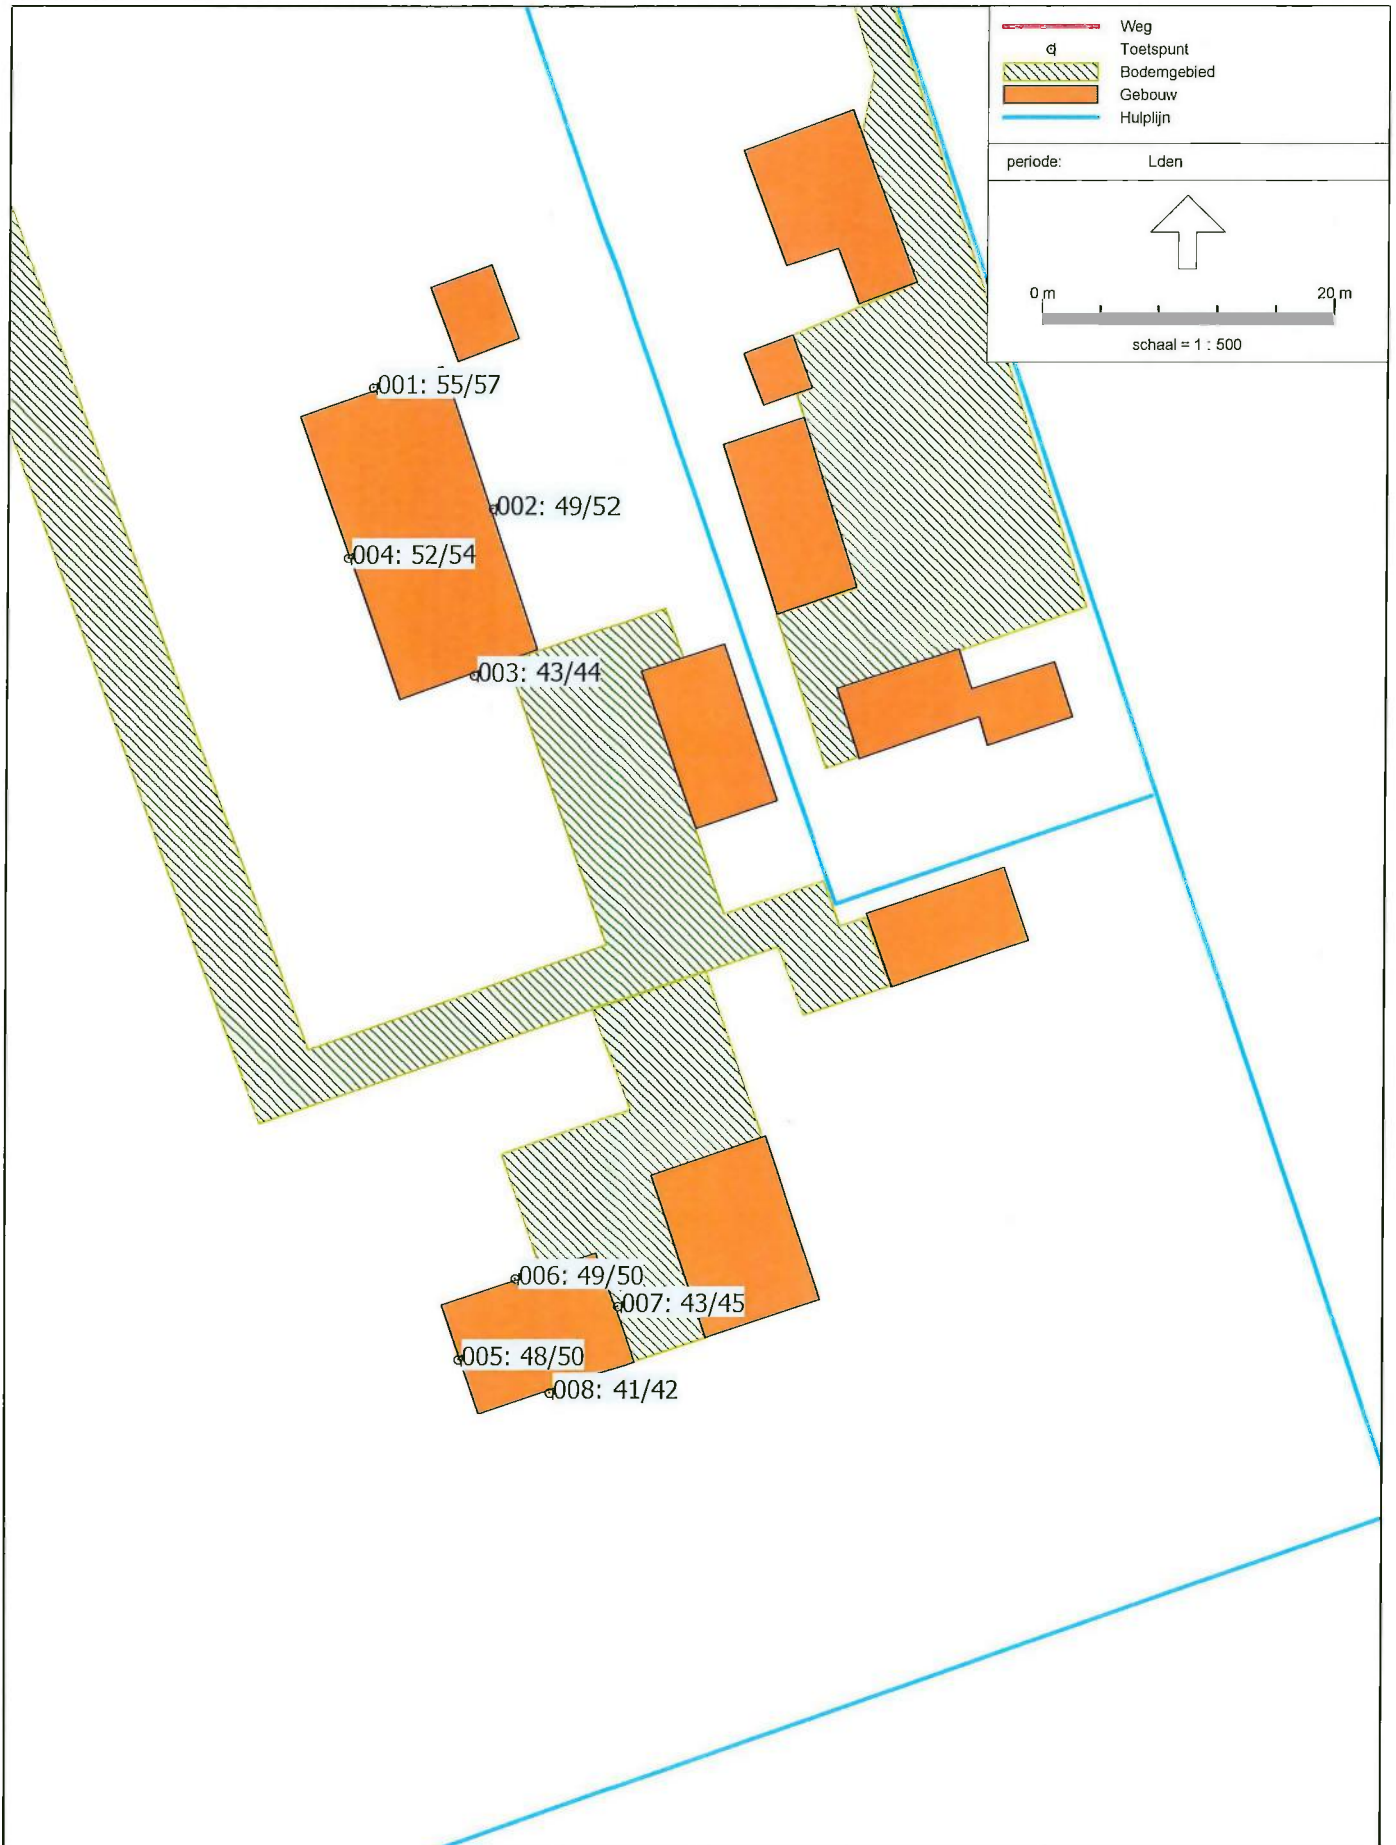 Weg
Toetspunt
Bodemgebied
Gebouw
Hulplijn
periode: Lden
0 m 20 m
schaal = 1 : 500
001: 55/57
002: 49/52
004: 52/54
003: 43/44
006: 49/50
007: 43/45
005: 48/50
008: 41/42